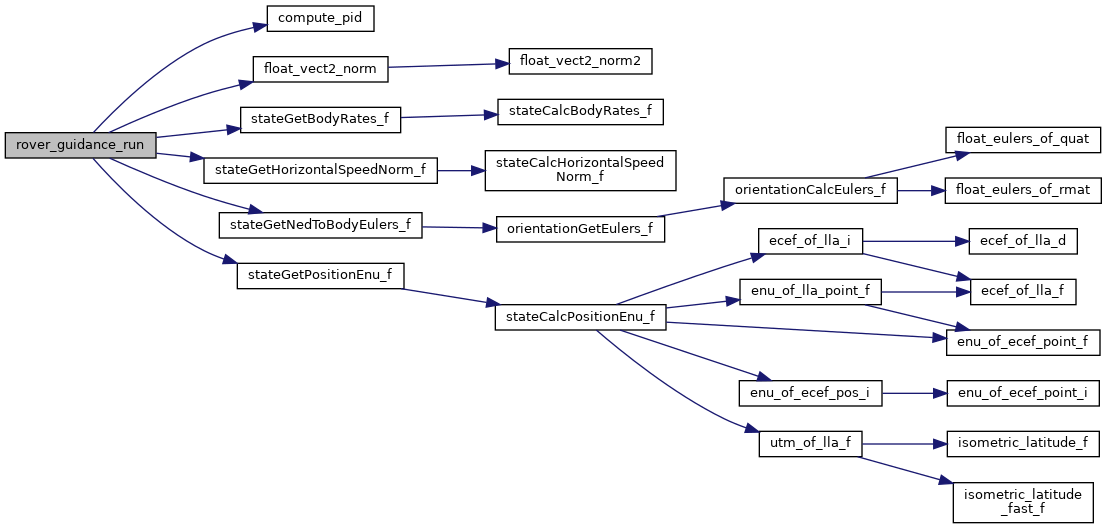 compute_pid
float_vect2_norm
float_vect2_norm2
stateGetBodyRates_f
stateCalcBodyRates_f
rover_guidance_run
stateGetHorizontalSpeedNorm_f
stateCalcHorizontalSpeed
Norm_f
float_eulers_of_quat
orientationCalcEulers_f
float_eulers_of_rmat
stateGetNedToBodyEulers_f
orientationGetEulers_f
ecef_of_lla_i
ecef_of_lla_d
stateGetPositionEnu_f
enu_of_lla_point_f
ecef_of_lla_f
stateCalcPositionEnu_f
enu_of_ecef_point_f
enu_of_ecef_pos_i
enu_of_ecef_point_i
utm_of_lla_f
isometric_latitude_f
isometric_latitude
_fast_f